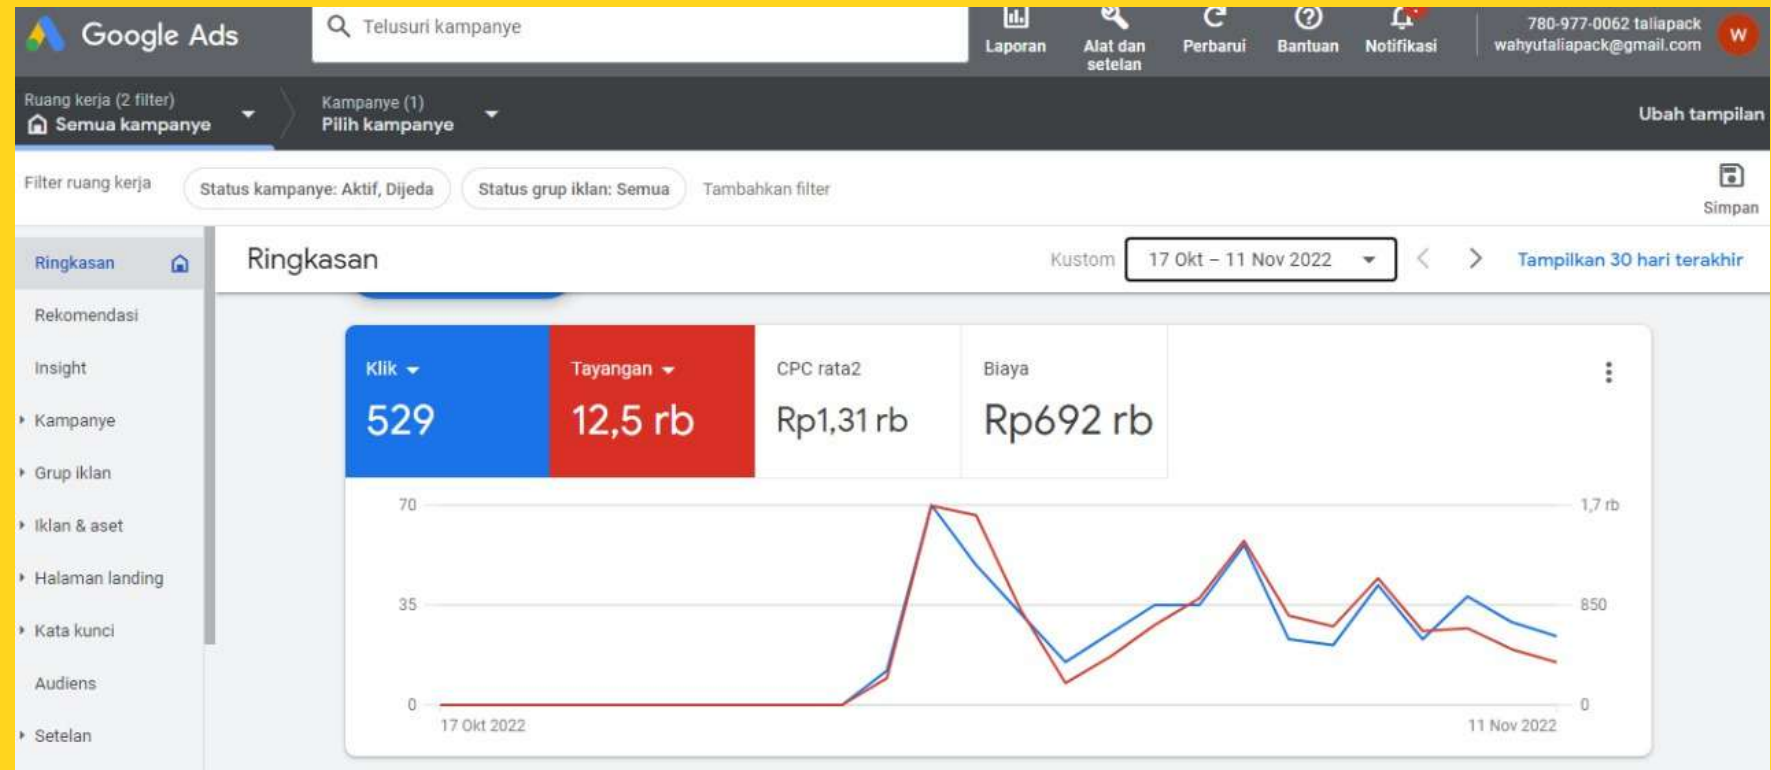 Google Ads
Telusuri kampanye
Laporan
Alat dan
setelan
Perbarui
Bantuan
Notifikasi
780-977-0062 taliapack
wahyutaliapack@gmail.com
W
Ruang kerja (2 filter)
Semua kampanye
Kampanye (1)
Pilih kampanye
Ubah tampilan
Filter ruang kerja
Status kampanye: Aktif, Dijeda
Status grup iklan: Semua
Tambahkan filter
Simpan
Ringkasan
Rekomendasi
Insight
Kampanye
Grup iklan
Iklan & aset
Halaman landing
Kata kunci
Audiens
Setelan
Ringkasan
Kustom
17 Okt – 11 Nov 2022
Tampilkan 30 hari terakhir
Klik
529
Tayangan
12,5 rb
CPC rata2
Rp1,31 rb
Biaya
Rp692 rb
70
35
0
1,7 rb
850
0
17 Okt 2022
11 Nov 2022